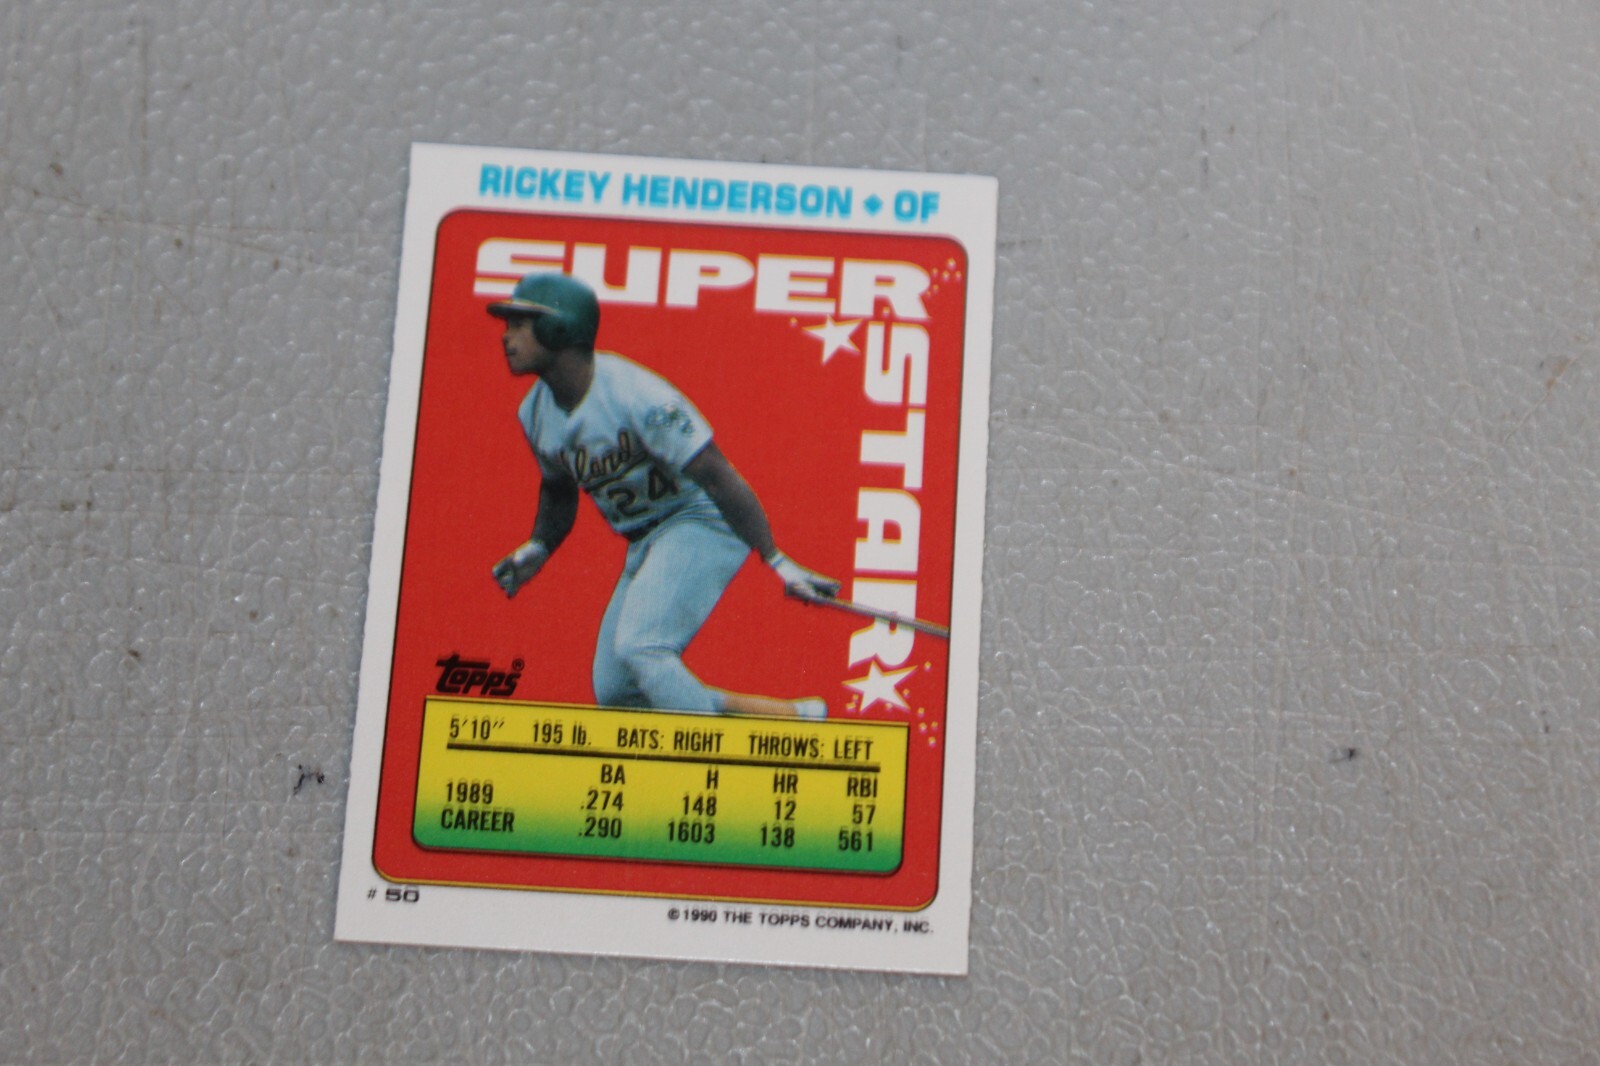 RICKEY HENDERSON ◆ OF
SUPER
STAR
land
24
topps®
5'10" 195 lb. BATS: RIGHT THROWS: LEFT
BA H HR RBI
1989 .274 148 12 57
CAREER .290 1603 138 561
# 50
© 1990 THE TOPPS COMPANY, INC.